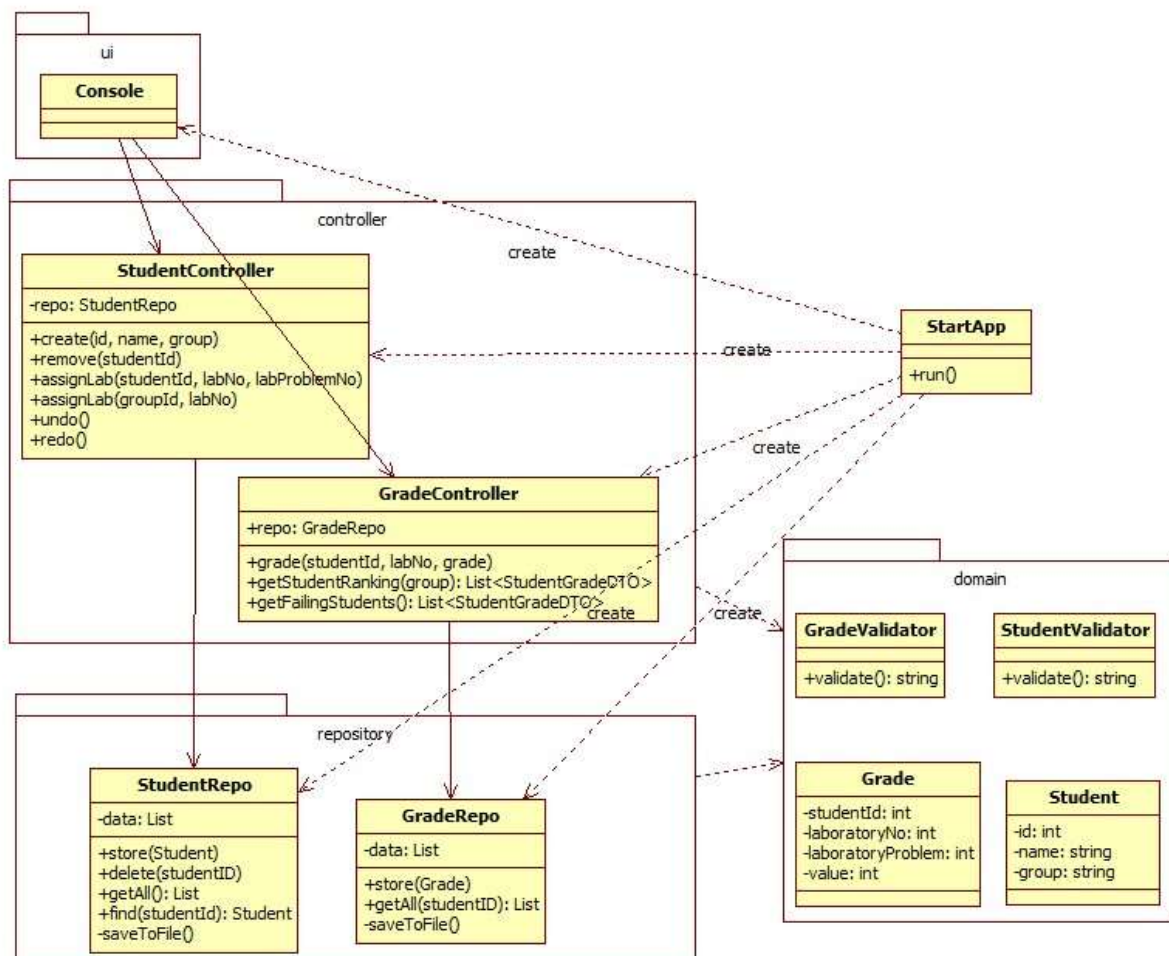 ui
Console
controller
create
StudentController
-repo: StudentRepo
+create(id, name, group)
+remove(studentId)
+assignLab(studentId, labNo, labProblemNo)
+assignLab(groupId, labNo)
+undo()
+redo()
create
StartApp
+run()
create
GradeController
+repo: GradeRepo
+grade(studentId, labNo, grade)
+getStudentRanking(group): List<StudentGradeDTO>
+getFailingStudents(): List<StudentGradeDTO>
create
create
domain
GradeValidator
+validate(): string
StudentValidator
+validate(): string
repository
StudentRepo
-data: List
+store(Student)
+delete(studentID)
+getAll(): List
+find(studentId): Student
-saveToFile()
GradeRepo
-data: List
+store(Grade)
+getAll(studentID): List
-saveToFile()
Grade
-studentId: int
-laboratoryNo: int
-laboratoryProblem: int
-value: int
Student
-id: int
-name: string
-group: string